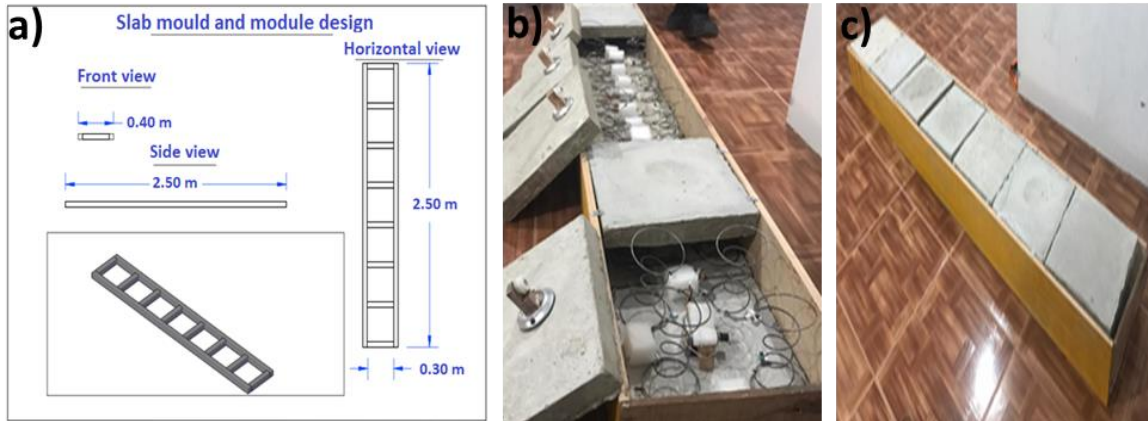 a)
Slab mould and module design
Front view
0.40 m
Side view
2.50 m
Horizontal view
2.50 m
0.30 m
b)
c)